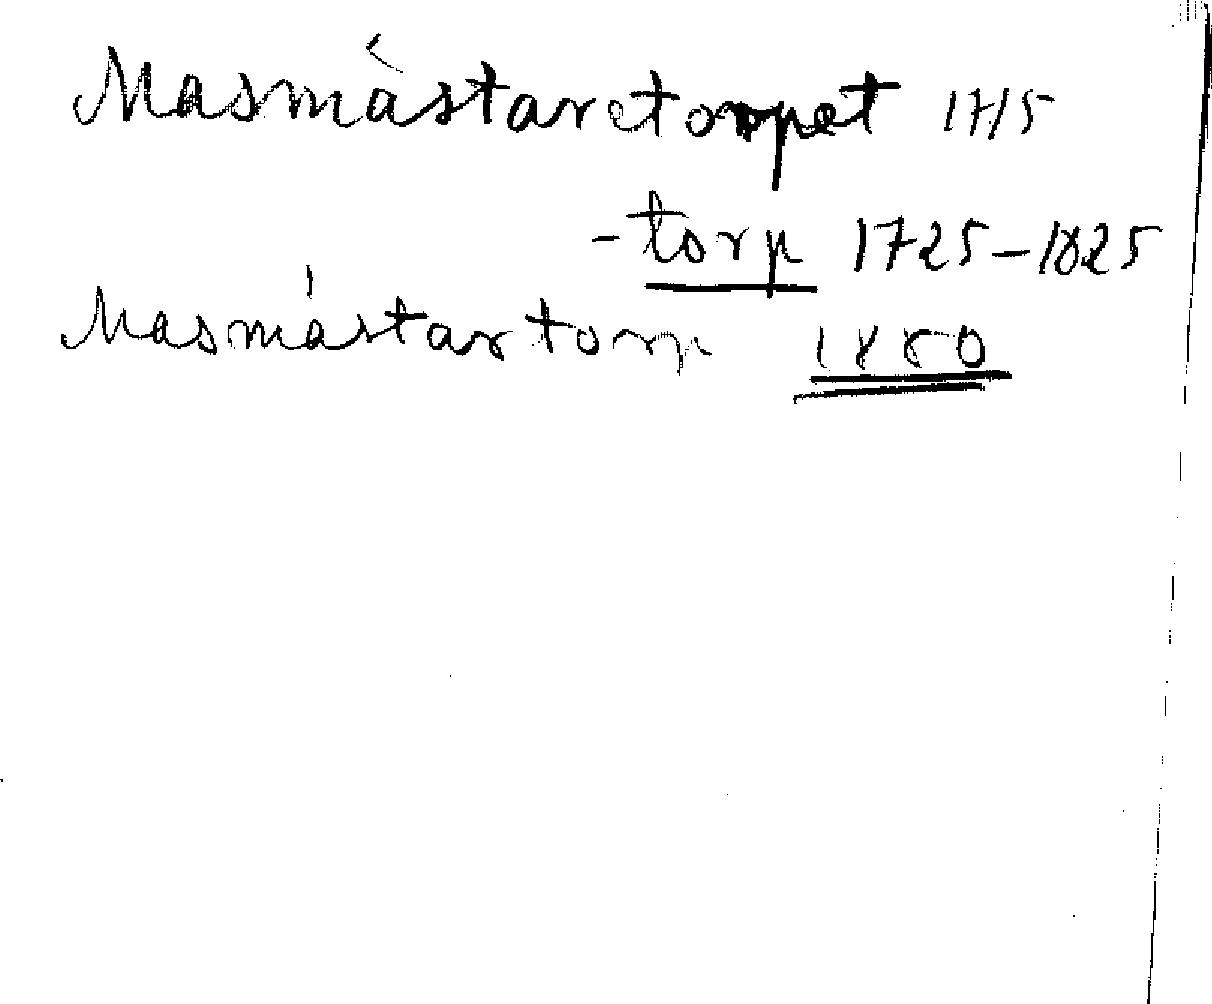 Masmästaretorpet 1715
-torp 1725-1825
Masmästartorp 1880